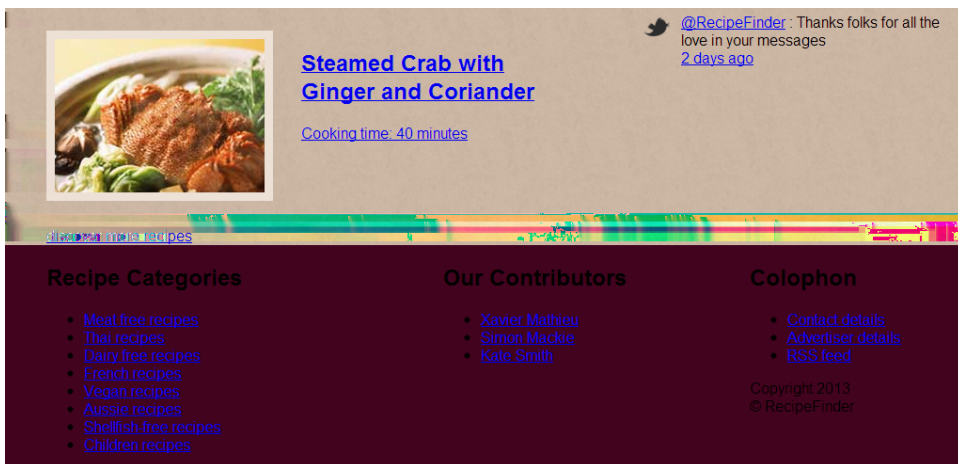 Steamed Crab with
Ginger and Coriander
Cooking time: 40 minutes
@RecipeFinder : Thanks folks for all the
love in your messages
2 days ago
discover more recipes
Recipe Categories
Meat free recipes
Thai recipes
Dairy free recipes
French recipes
Vegan recipes
Aussie recipes
Shellfish-free recipes
Children recipes
Our Contributors
Xavier Mathieu
Simon Mackie
Kate Smith
Colophon
Contact details
Advertiser details
RSS feed
Copyright 2013
© RecipeFinder